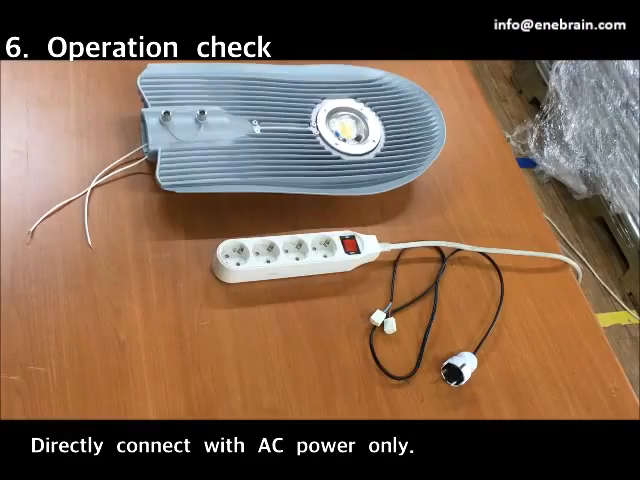 info@enebrain.com
6. Operation check
Directly connect with AC power only.